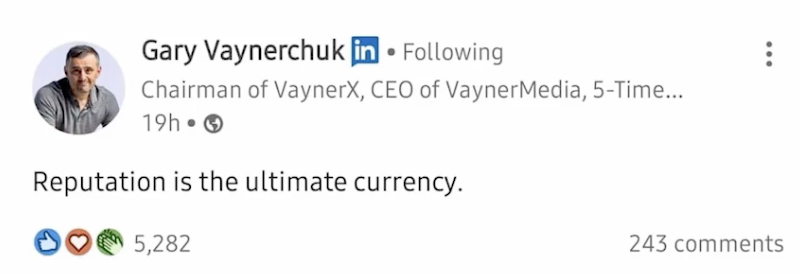 Gary Vaynerchuk in • Following
Chairman of VaynerX, CEO of VaynerMedia, 5-Time...
19h •
Reputation is the ultimate currency.
5,282 243 comments